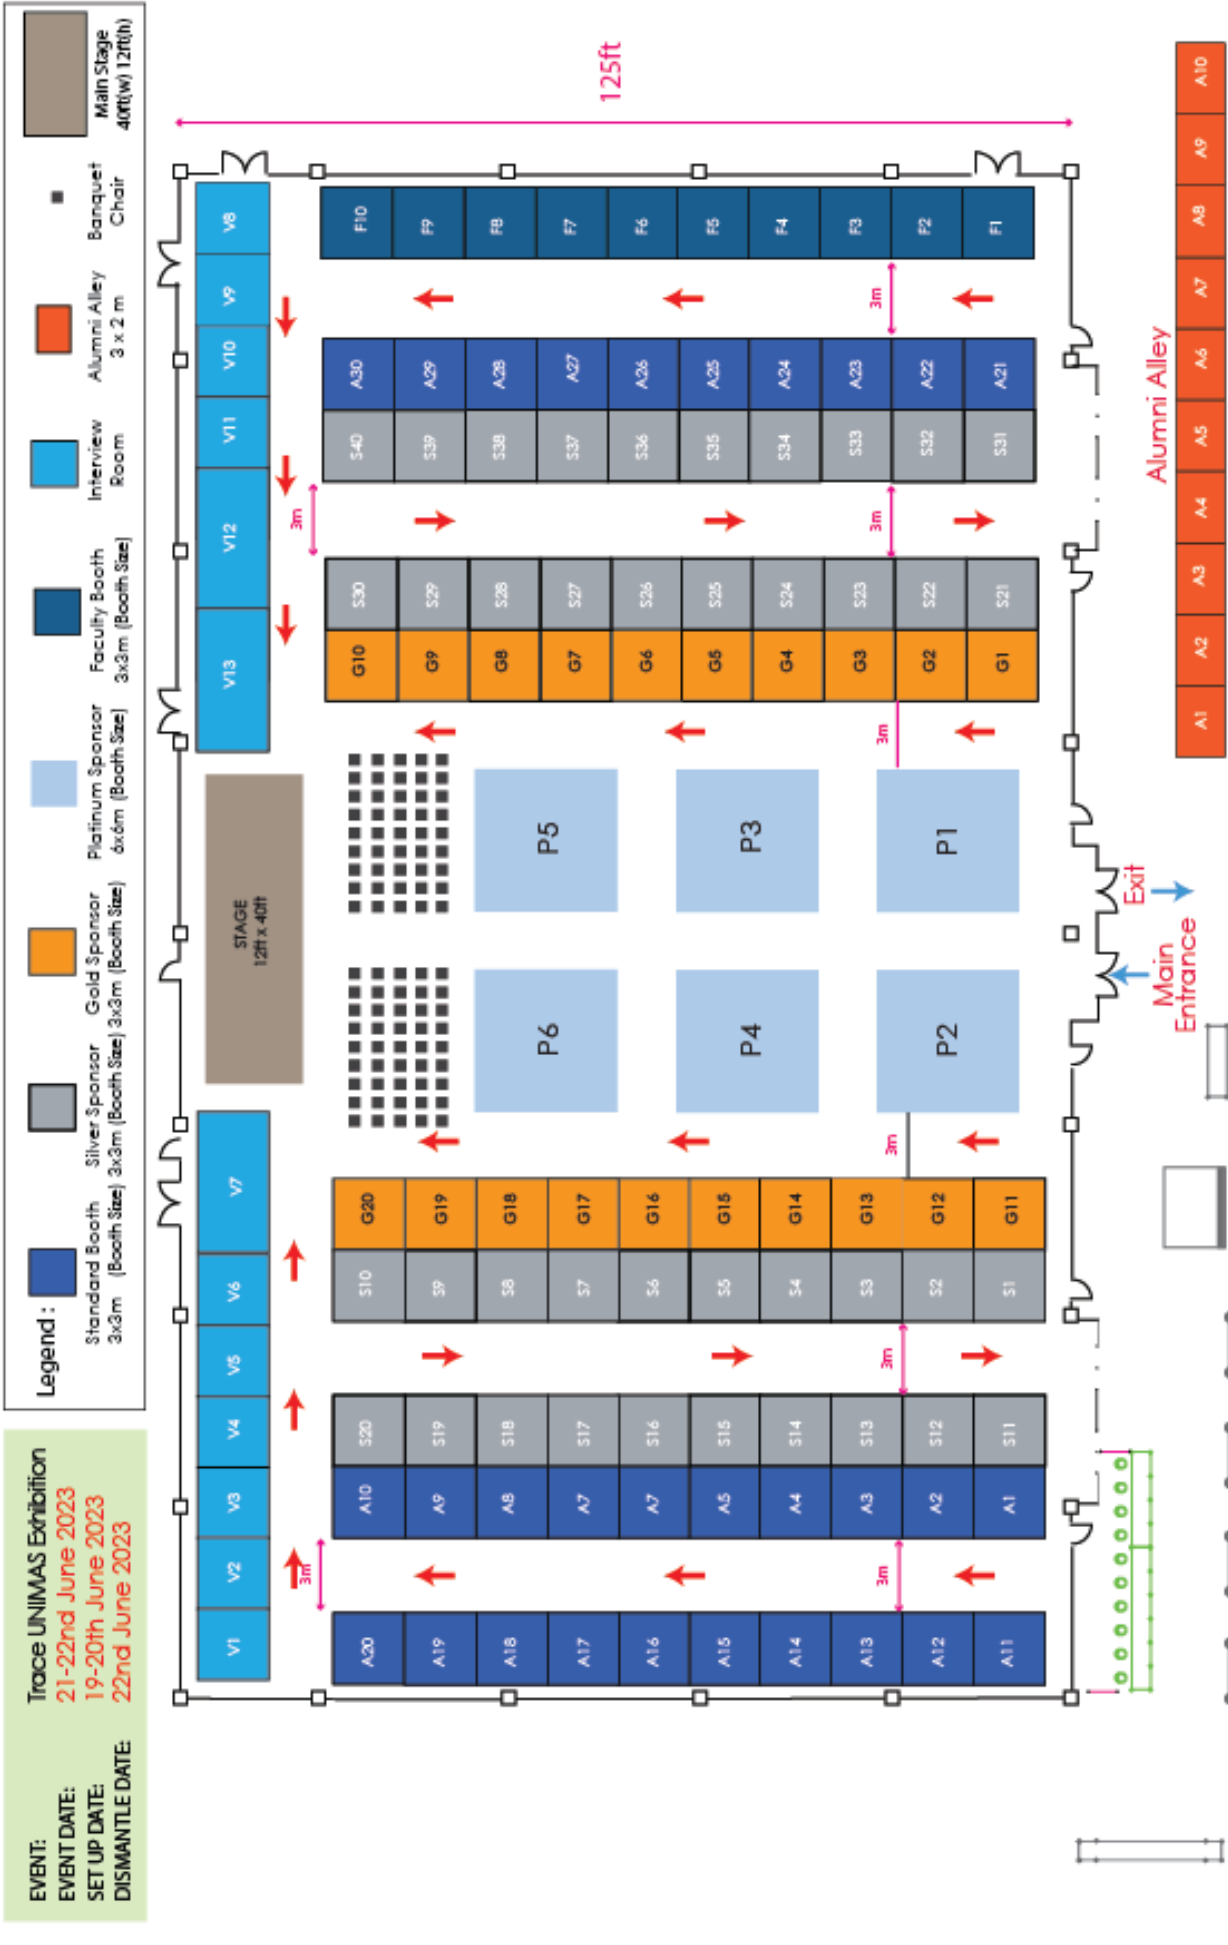 EVENT: Trace UNIMAS Exhibition
EVENT DATE: 21-22nd June 2023
SET UP DATE: 19-20th June 2023
DISMANTLE DATE: 22nd June 2023
Legend :
Standard Booth
3x3m (Booth Size)
Silver Sponsor
3x3m (Booth Size)
Gold Sponsor
3x3m (Booth Size)
Platinum Sponsor
6x6m (Booth Size)
Faculty Booth
3x3m (Booth Size)
Interview
Room
Alumni Alley
3 x 2 m
Banquet
Chair
Main Stage
40ft(w) 12ft(h)
V1 V2 V3 V4 V5 V6 V7
STAGE
12ft x 40ft
V13 V12 V11 V10 V9 V8
3m
3m
125ft
A20 A10 S20 S10 G20 G10 S30 S40 A30 F10
A19 A9 S19 S9 G19 G9 S29 S39 A29 F9
A18 A8 S18 S8 G18 P6 P5 G8 S28 S38 A28 F8
A17 A7 S17 S7 G17 G7 S27 S37 A27 F7
A16 A7 S16 S6 G16 G6 S26 S36 A26 F6
A15 A5 S15 S5 G15 P4 P3 G5 S25 S35 A25 F5
A14 A4 S14 S4 G14 G4 S24 S34 A24 F4
A13 A3 S13 S3 G13 G3 S23 S33 A23 F3
3m 3m 3m 3m 3m 3m
A12 A2 S12 S2 G12 P2 P1 G2 S22 S32 A22 F2
A11 A1 S11 S1 G11 G1 S21 S31 A21 F1
Main
Entrance
Exit
Alumni Alley
A1 A2 A3 A4 A5 A6 A7 A8 A9 A10